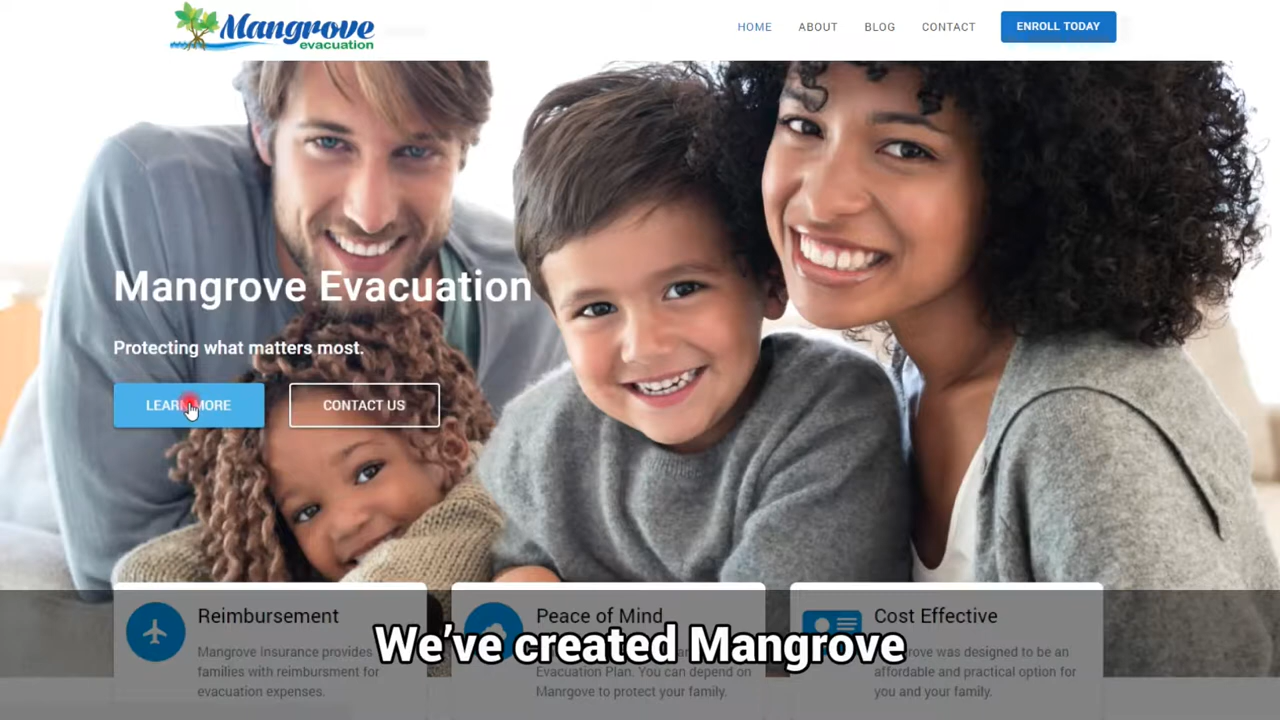 Mangrove
evacuation
HOME ABOUT BLOG CONTACT ENROLL TODAY
Mangrove Evacuation
Protecting what matters most.
LEARN MORE CONTACT US
Reimbursement
Mangrove Insurance provides
families with reimbursment for
evacuation expenses.
Peace of Mind
Evacuation Plan. You can depend on
Manrgove to protect your family.
Cost Effective
was designed to be an
affordable and practical option for
you and your family.
We've created Mangrove